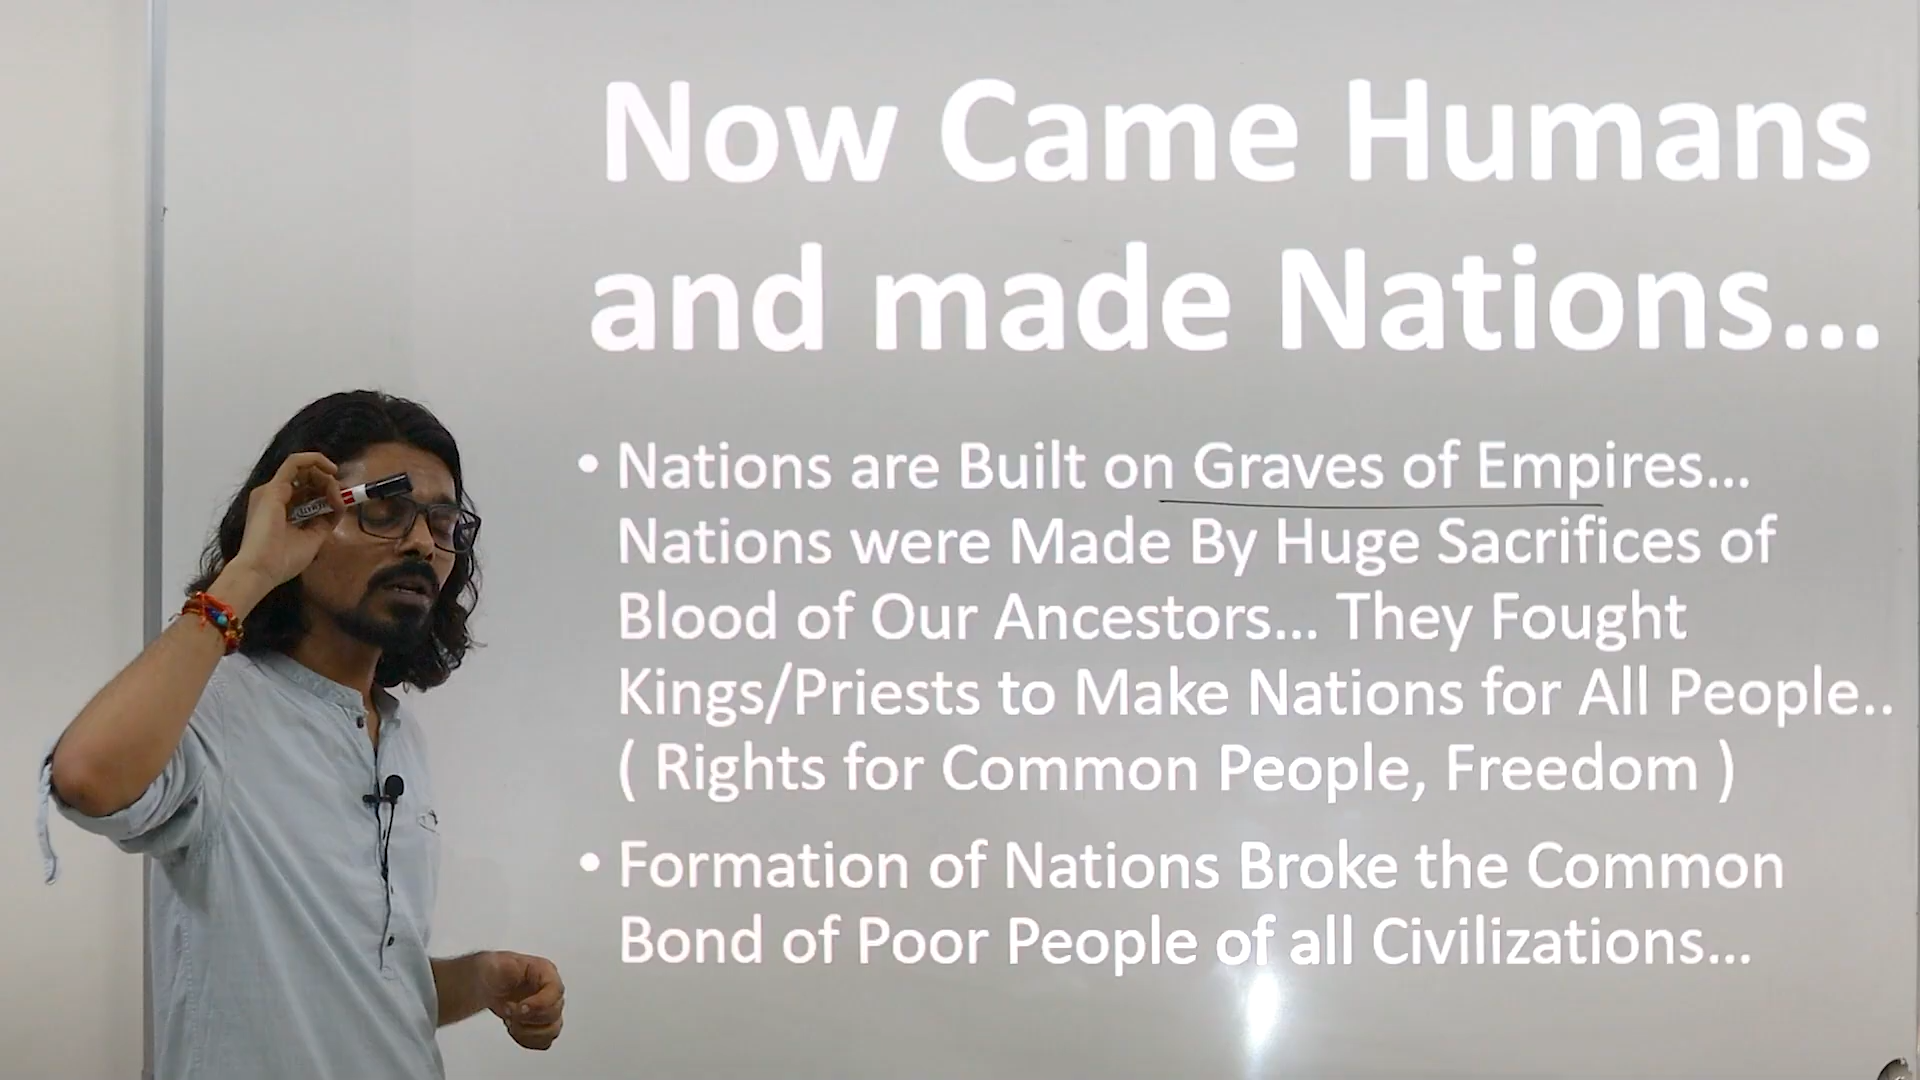 Now Came Humans
and made Nations...
• Nations are Built on Graves of Empires...
Nations were Made By Huge Sacrifices of
Blood of Our Ancestors... They Fought
Kings/Priests to Make Nations for All People..
( Rights for Common People, Freedom )
• Formation of Nations Broke the Common
Bond of Poor People of all Civilizations...